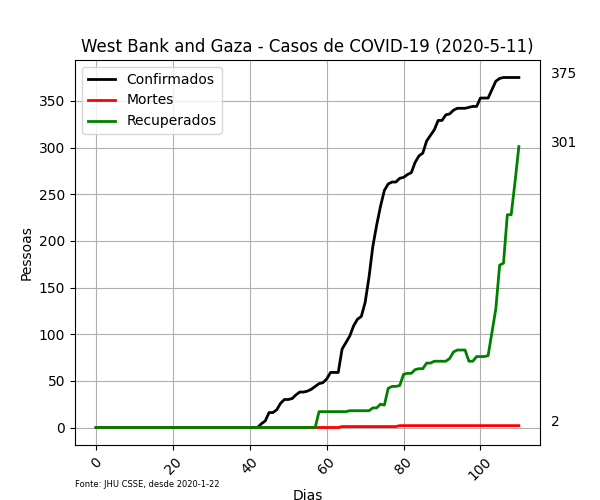 West Bank and Gaza - Casos de COVID-19 (2020-5-11)
Confirmados
Mortes
Recuperados
375
301
2
Pessoas
350
300
250
200
150
100
50
0
0 20 40 60 80 100
Fonte: JHU CSSE, desde 2020-1-22
Dias